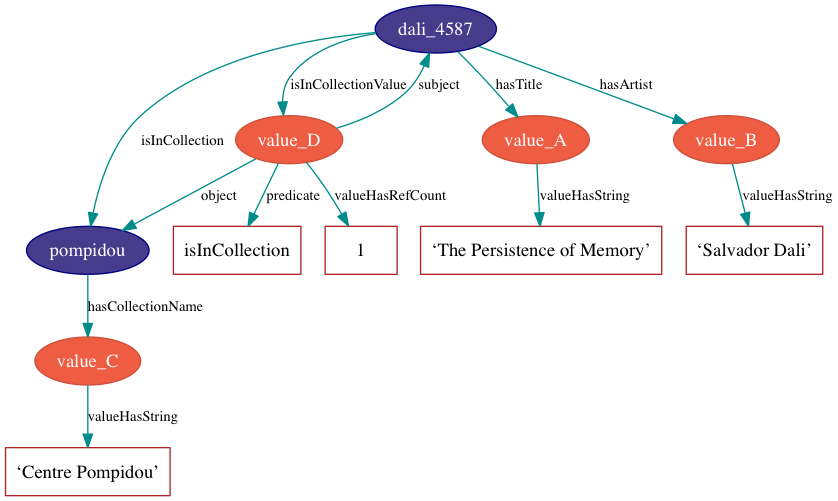 dali_4587
isInCollectionValue
subject
hasTitle
hasArtist
isInCollection
value_D
value_A
value_B
object
predicate
valueHasRefCount
valueHasString
valueHasString
pompidou
isInCollection
1
‘The Persistence of Memory’
‘Salvador Dali’
hasCollectionName
value_C
valueHasString
‘Centre Pompidou’